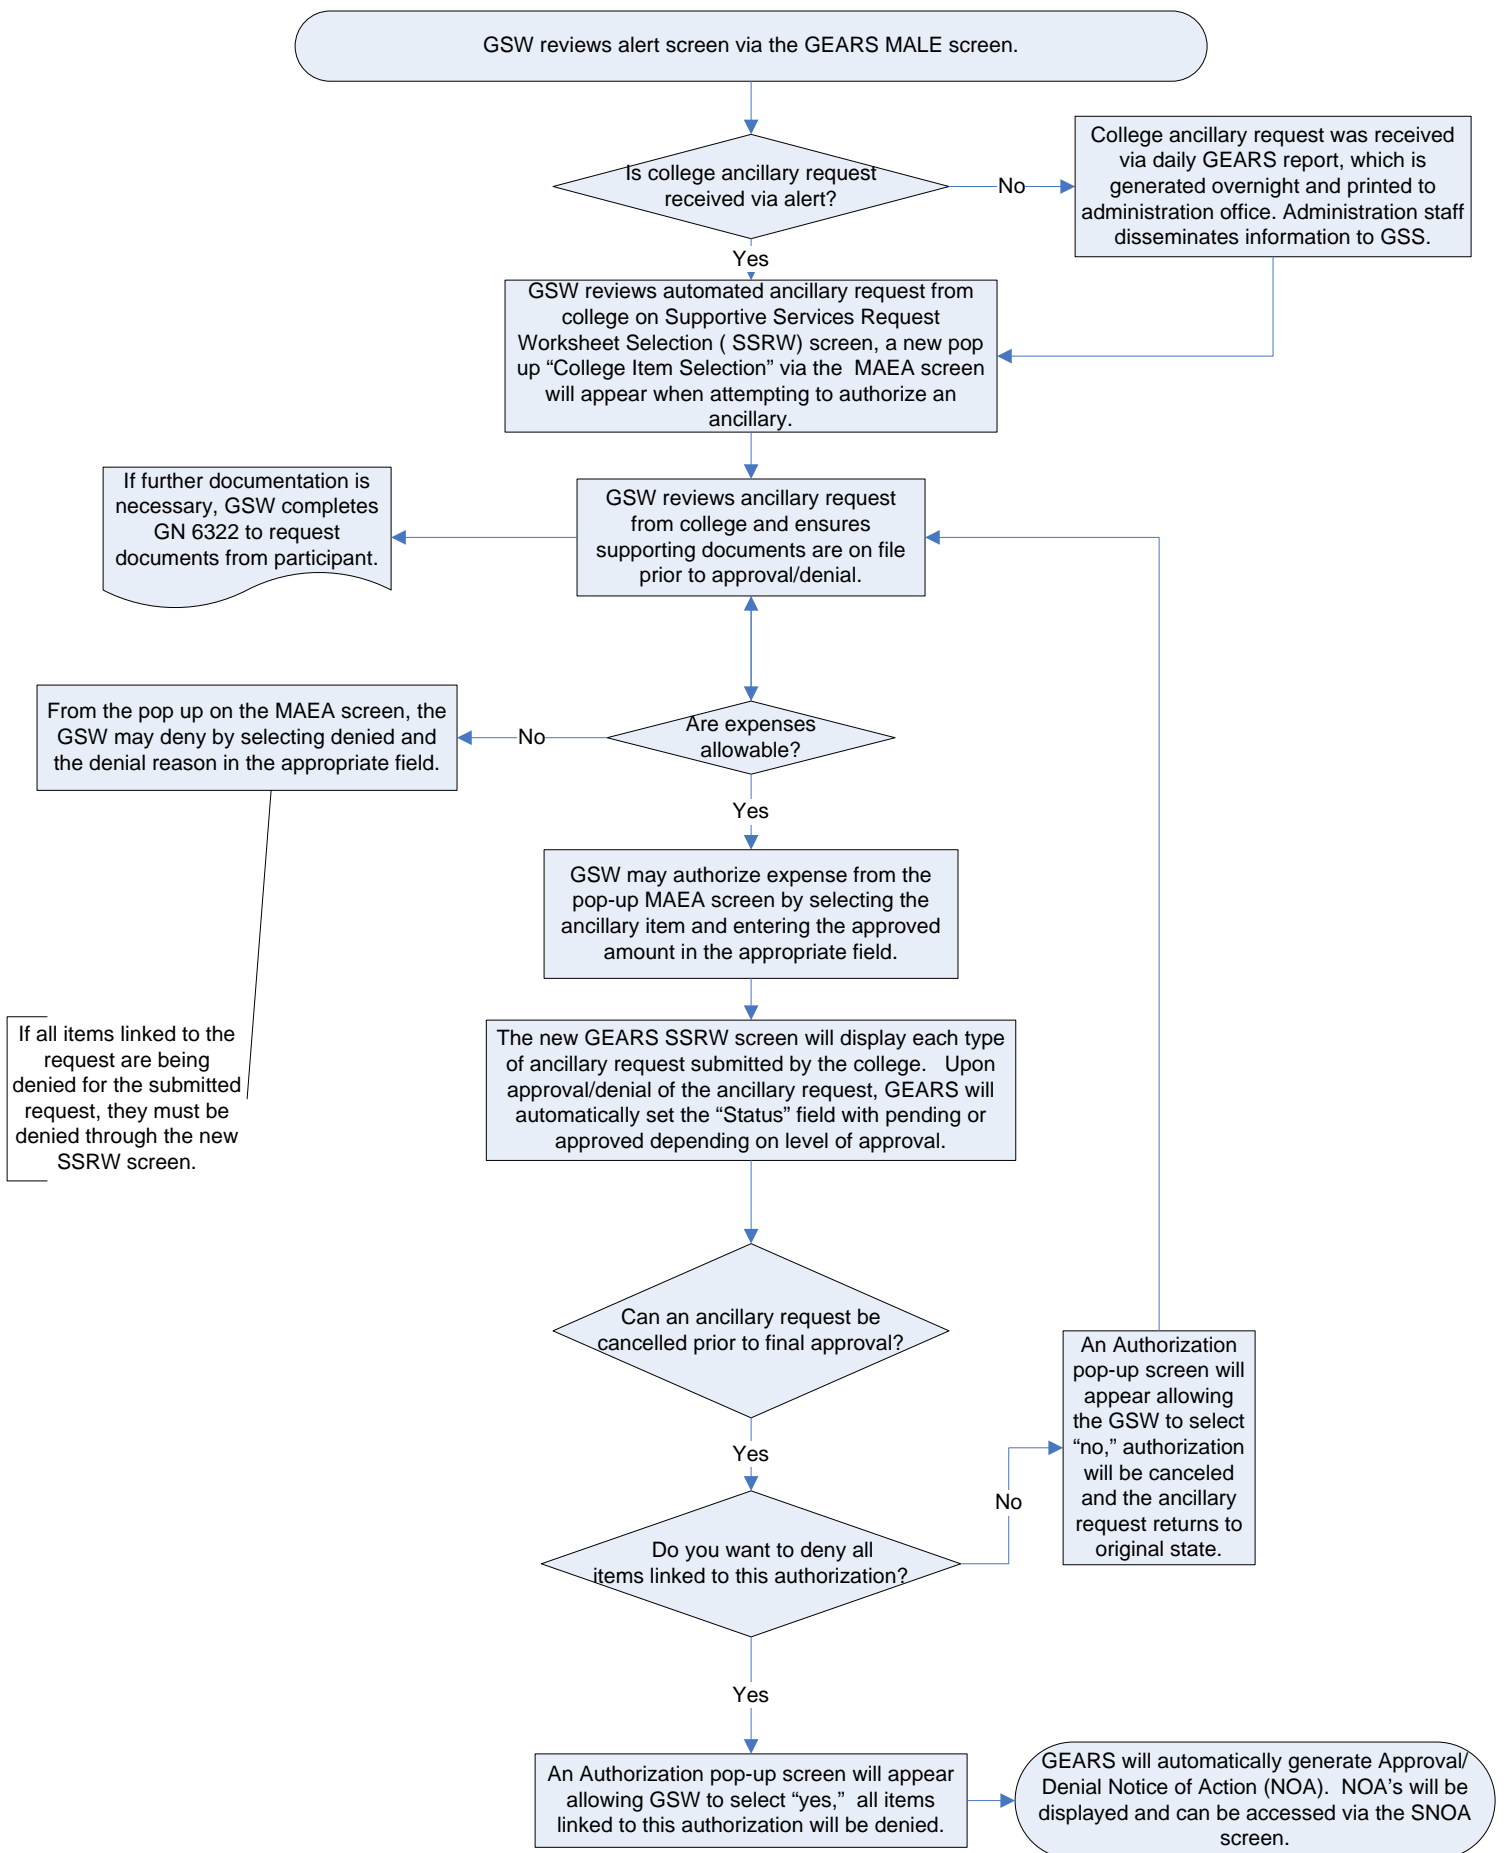 GSW reviews alert screen via the GEARS MALE screen.
Is college ancillary request
received via alert?
No
College ancillary request was received
via daily GEARS report, which is
generated overnight and printed to
administration office. Administration staff
disseminates information to GSS.
Yes
GSW reviews automated ancillary request from
college on Supportive Services Request
Worksheet Selection ( SSRW) screen, a new pop
up “College Item Selection” via the  MAEA screen
will appear when attempting to authorize an
ancillary.
If further documentation is
necessary, GSW completes
GN 6322 to request
documents from participant.
GSW reviews ancillary request
from college and ensures
supporting documents are on file
prior to approval/denial.
From the pop up on the MAEA screen, the
GSW may deny by selecting denied and
the denial reason in the appropriate field.
No
Are expenses
allowable?
Yes
GSW may authorize expense from the
pop-up MAEA screen by selecting the
ancillary item and entering the approved
amount in the appropriate field.
If all items linked to the
request are being
denied for the submitted
request, they must be
denied through the new
SSRW screen.
The new GEARS SSRW screen will display each type
of ancillary request submitted by the college.   Upon
approval/denial of the ancillary request, GEARS will
automatically set the “Status” field with pending or
approved depending on level of approval.
Can an ancillary request be
cancelled prior to final approval?
Yes
An Authorization
pop-up screen will
appear allowing
the GSW to select
“no,” authorization
will be canceled
and the ancillary
request returns to
original state.
No
Do you want to deny all
items linked to this authorization?
Yes
An Authorization pop-up screen will appear
allowing GSW to select “yes,”  all items
linked to this authorization will be denied.
GEARS will automatically generate Approval/
Denial Notice of Action (NOA).  NOA’s will be
displayed and can be accessed via the SNOA
screen.